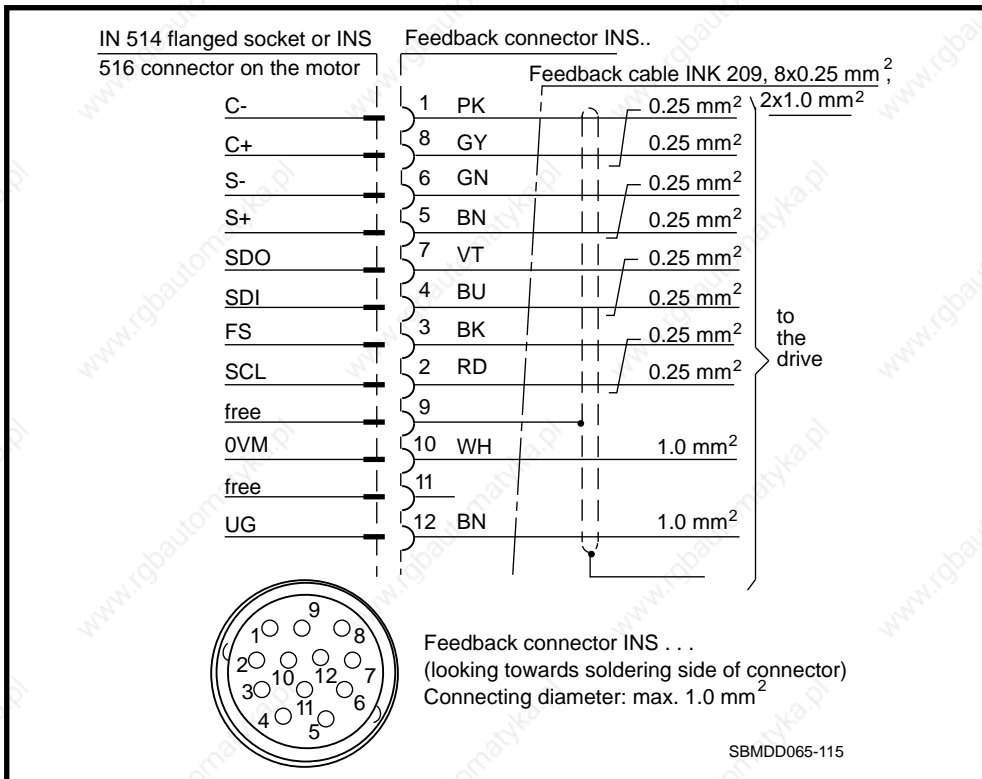 IN 514 flanged socket or INS
516 connector on the motor
Feedback connector INS..
Feedback cable INK 209, 8x0.25 mm²,
2x1.0 mm²
C- 1 PK 0.25 mm²
C+ 8 GY 0.25 mm²
S- 6 GN 0.25 mm²
S+ 5 BN 0.25 mm²
SDO 7 VT 0.25 mm²
SDI 4 BU 0.25 mm²
FS 3 BK 0.25 mm²
SCL 2 RD 0.25 mm²
free 9
0VM 10 WH 1.0 mm²
free 11
UG 12 BN 1.0 mm²
to
the
drive
9
1 8
2 10 12 7
3 11 6
4 5
Feedback connector INS . . .
(looking towards soldering side of connector)
Connecting diameter: max. 1.0 mm²
SBMDD065-115
www.rgbautomatyka.pl